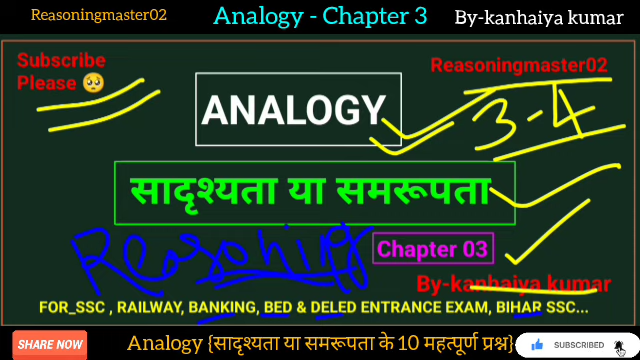 Reasoningmaster02
Analogy - Chapter 3
By-kanhaiya kumar
Subscribe
Please 🥺
Reasoningmaster02
ANALOGY
3-4
सादृश्यता या समरूपता
Reasoning
Chapter 03
By-kanhaiya kumar
FOR_SSC , RAILWAY, BANKING, BED & DELED ENTRANCE EXAM, BIHAR SSC...
SHARE NOW
Analogy {सादृश्यता या समरूपता के 10 महत्पूर्ण प्रश्न}
SUBSCRIBED